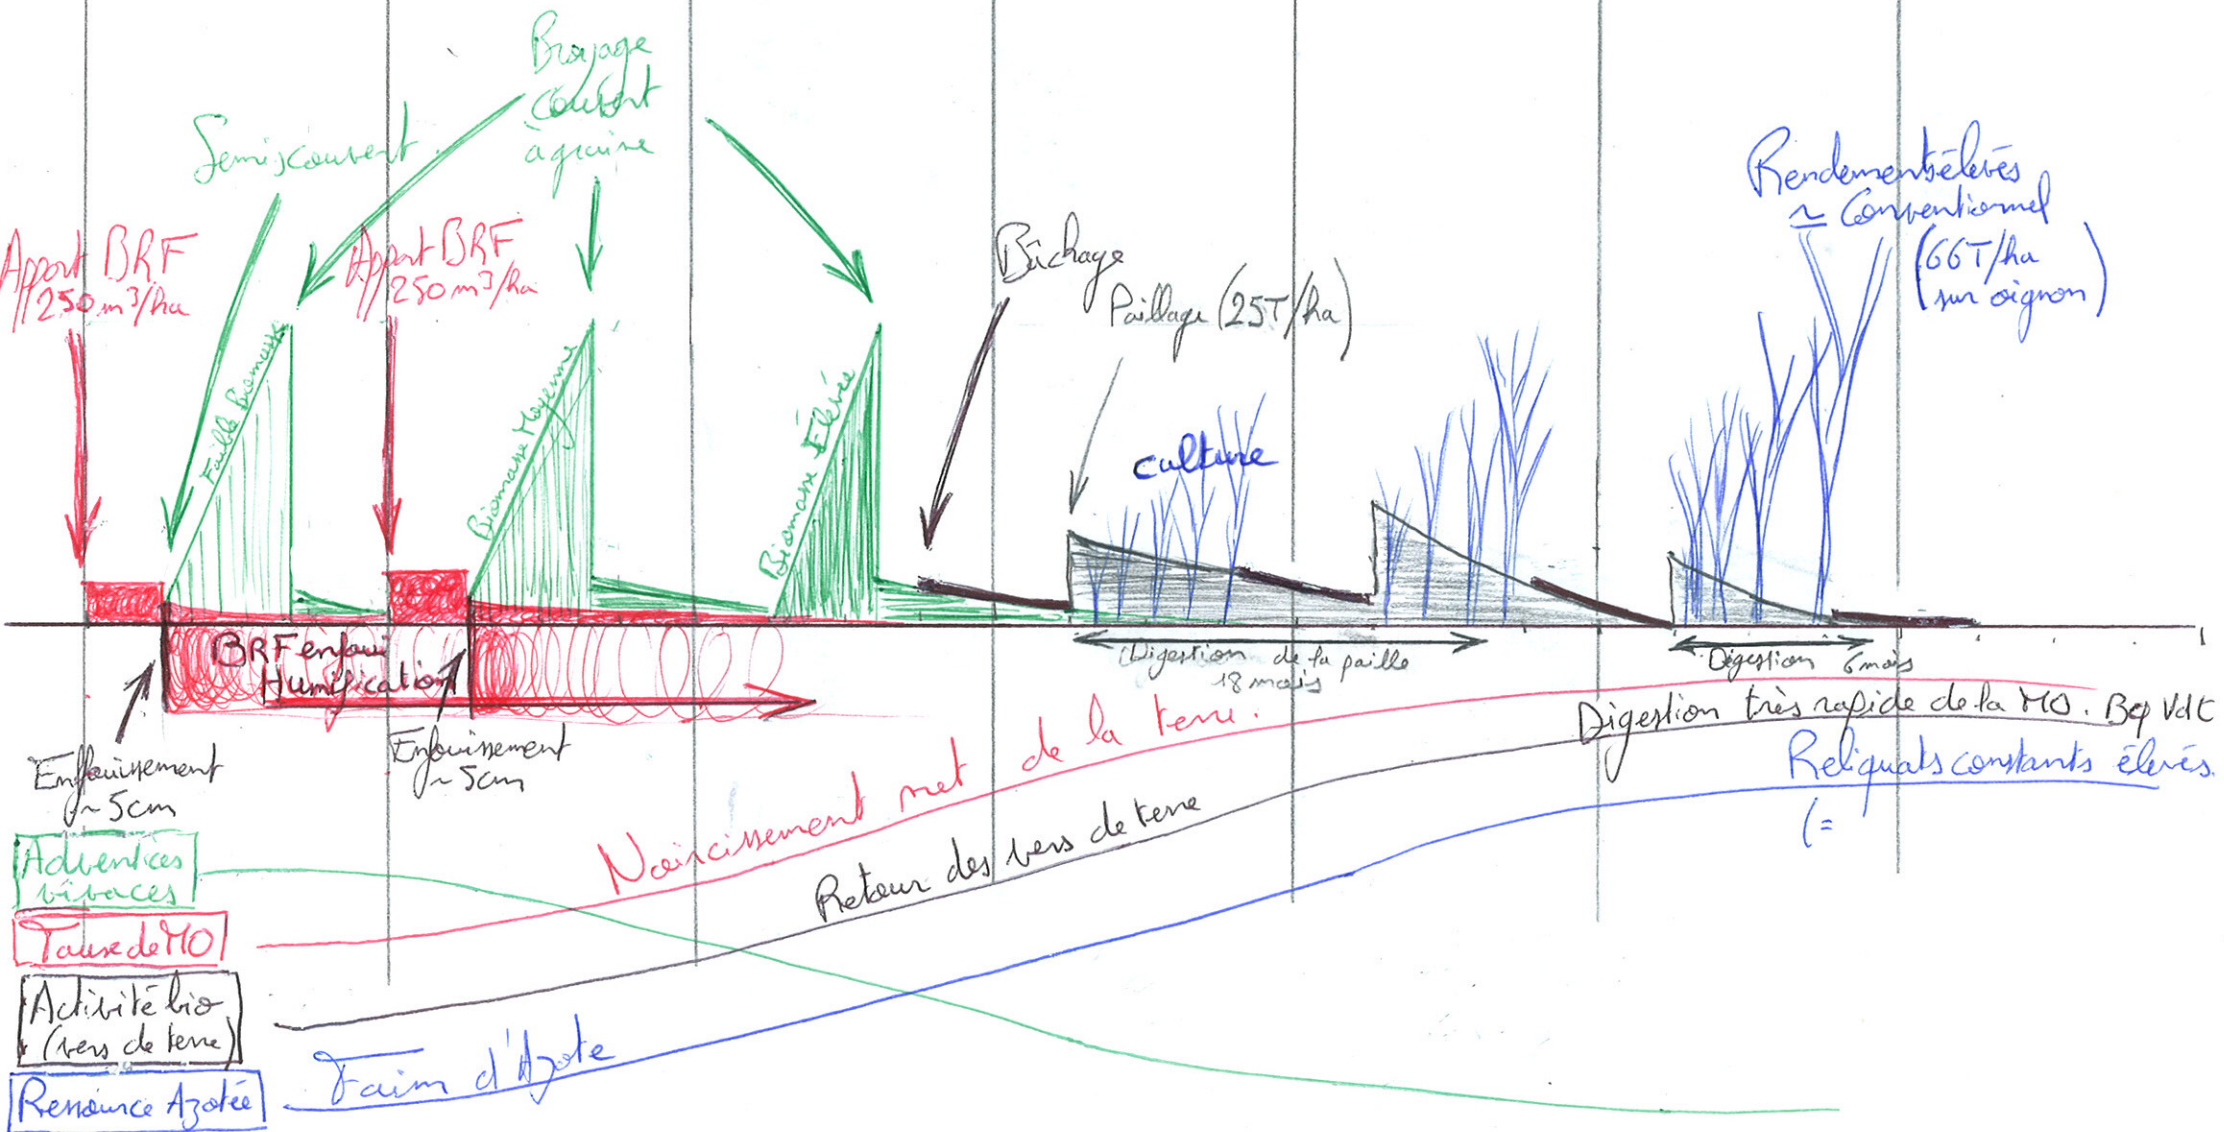 Broyage
couvert
à graine
Semis couvert
Apport BRF
250 m³/ha
Apport BRF
250 m³/ha
Bâchage
Paillage (25T/ha)
Rendements élevés
≃ Conventionnel
(66T/ha
sur oignon)
Faible Biomasse
Biomasse Moyenne
Biomasse Élevée
culture
BRF enfoui
Humification
Digestion de la paille
18 mois
Digestion 6 mois
Enfouissement
~ 5cm
Enfouissement
~ 5cm
Noircissement net de la terre.
Digestion très rapide de la MO. Bcp VdT
Retour des vers de terre
Reliquats constants élevés.
(=
Adventices
vivaces
Taux de MO
Activité bio
(vers de terre)
Ressource Azotée
Faim d'Azote